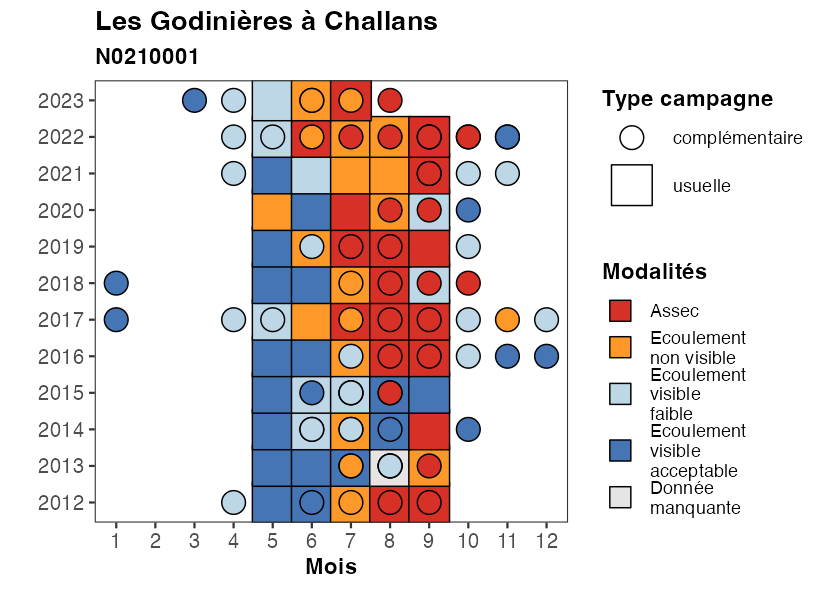 Les Godinières à Challans
N0210001
2023
2022
2021
2020
2019
2018
2017
2016
2015
2014
2013
2012
1 2 3 4 5 6 7 8 9 10 11 12
Mois
Type campagne
complémentaire
usuelle
Modalités
Assec
Ecoulement
non visible
Ecoulement
visible
faible
Ecoulement
visible
acceptable
Donnée
manquante